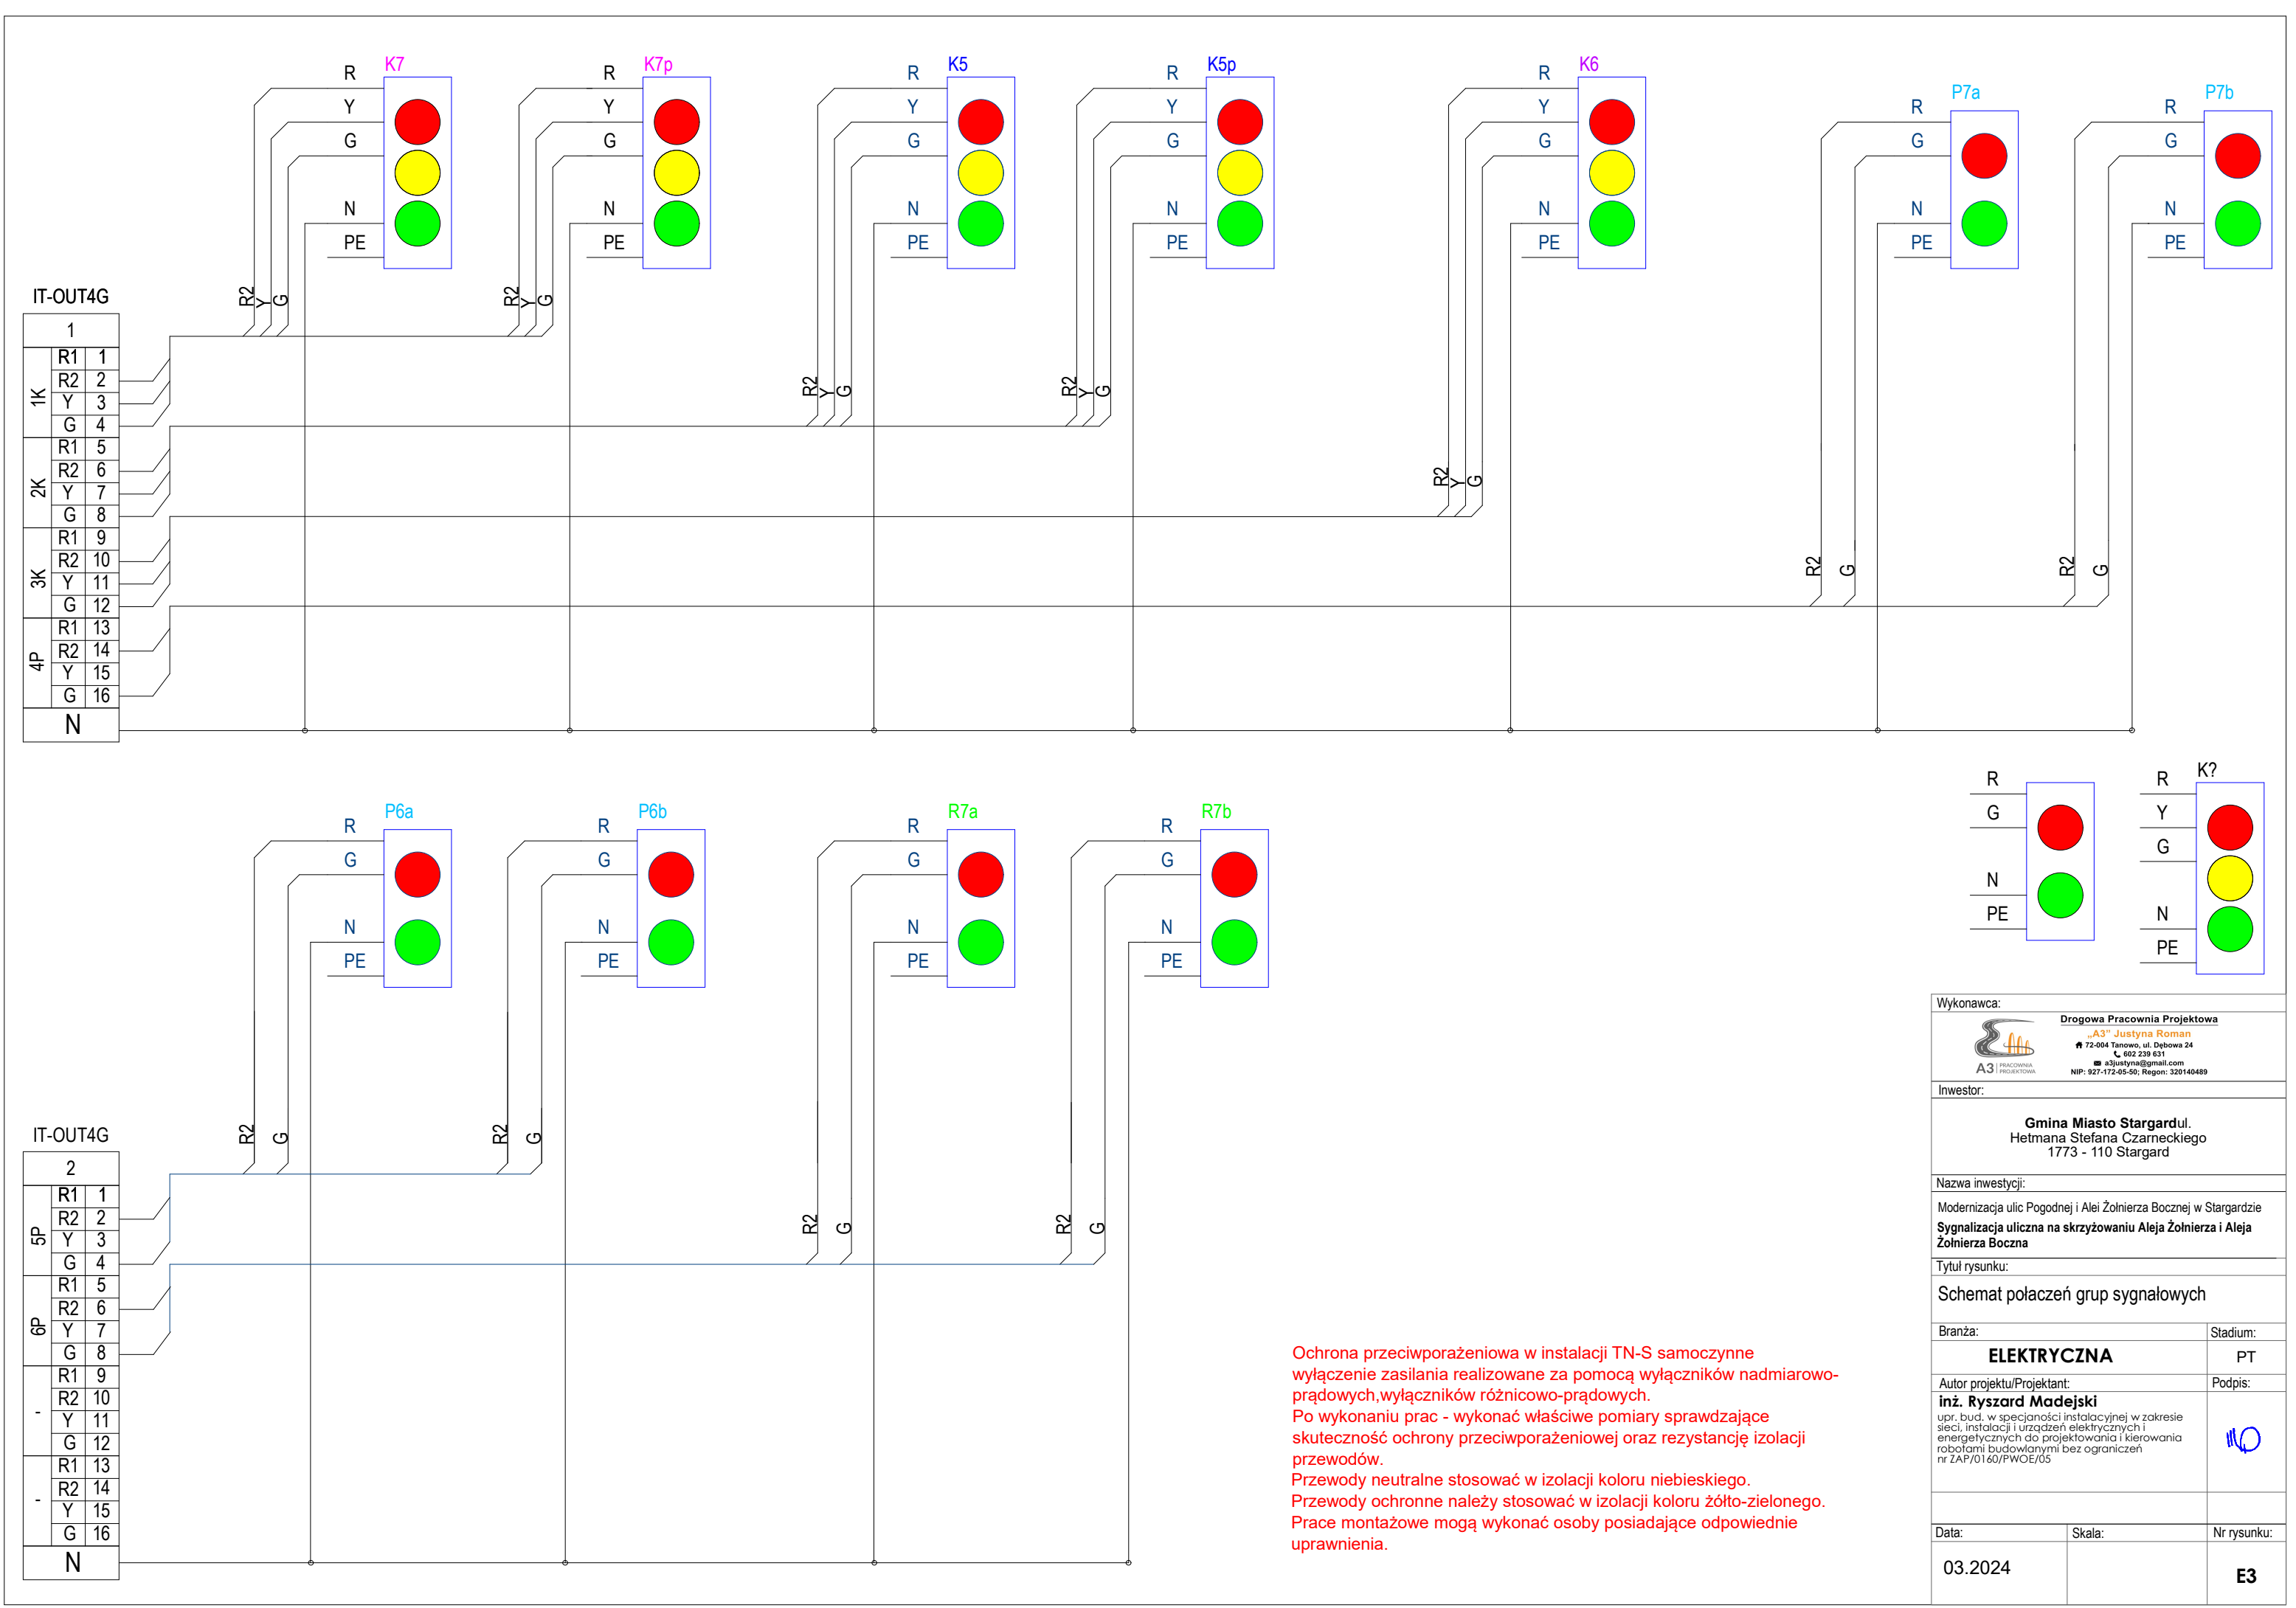 K7
R
Y
G
N
PE
R2
Y
G
K7p
R
Y
G
N
PE
R2
Y
G
K5
R
Y
G
N
PE
R2
Y
G
K5p
R
Y
G
N
PE
R2
Y
G
K6
R
Y
G
N
PE
R2
Y
G
P7a
R
G
N
PE
R2
G
P7b
R
G
N
PE
R2
G
IT-OUT4G
1
1K
R1 1
R2 2
Y 3
G 4
2K
R1 5
R2 6
Y 7
G 8
3K
R1 9
R2 10
Y 11
G 12
4P
R1 13
R2 14
Y 15
G 16
N
P6a
R
G
N
PE
R2
G
P6b
R
G
N
PE
R2
G
R7a
R
G
N
PE
R2
G
R7b
R
G
N
PE
R2
G
R
G
N
PE
K?
R
Y
G
N
PE
IT-OUT4G
2
5P
R1 1
R2 2
Y 3
G 4
6P
R1 5
R2 6
Y 7
G 8
-
R1 9
R2 10
Y 11
G 12
-
R1 13
R2 14
Y 15
G 16
N
Ochrona przeciwporażeniowa w instalacji TN-S samoczynne
wyłączenie zasilania realizowane za pomocą wyłączników nadmiarowo-
prądowych,wyłączników różnicowo-prądowych.
Po wykonaniu prac - wykonać właściwe pomiary sprawdzające
skuteczność ochrony przeciwporażeniowej oraz rezystancję izolacji
przewodów.
Przewody neutralne stosować w izolacji koloru niebieskiego.
Przewody ochronne należy stosować w izolacji koloru żółto-zielonego.
Prace montażowe mogą wykonać osoby posiadające odpowiednie
uprawnienia.
Wykonawca:
A3 PRACOWNIA
PROJEKTOWA
Drogowa Pracownia Projektowa
„A3” Justyna Roman
72-004 Tanowo, ul. Dębowa 24
602 239 631
a3justyna@gmail.com
NIP: 927-172-05-50; Regon: 320140489
Inwestor:
Gmina Miasto Stargardul.
Hetmana Stefana Czarneckiego
1773 - 110 Stargard
Nazwa inwestycji:
Modernizacja ulic Pogodnej i Alei Żołnierza Bocznej w Stargardzie
Sygnalizacja uliczna na skrzyżowaniu Aleja Żołnierza i Aleja
Żołnierza Boczna
Tytuł rysunku:
Schemat połaczeń grup sygnałowych
Branża:
Stadium:
ELEKTRYCZNA
PT
Autor projektu/Projektant:
Podpis:
inż. Ryszard Madejski
upr. bud. w specjaności instalacyjnej w zakresie
sieci, instalacji i urządzeń elektrycznych i
energetycznych do projektowania i kierowania
robotami budowlanymi bez ograniczeń
nr ZAP/0160/PWOE/05
Data:
Skala:
Nr rysunku:
03.2024
E3